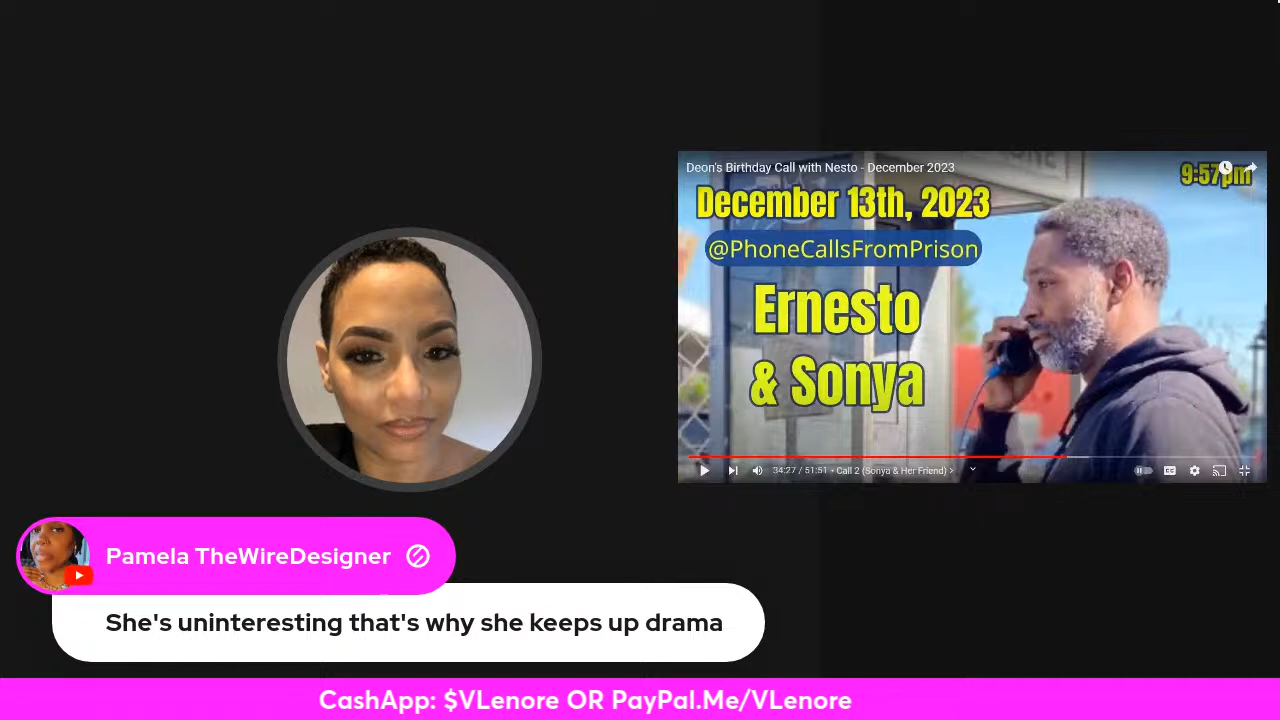 Deon's Birthday Call with Nesto - December 2023
9:57pm
December 13th, 2023
@PhoneCallsFromPrison
Ernesto
& Sonya
34:27 / 51:51 • Call 2 (Sonya & Her Friend) >
CC
Pamela TheWireDesigner
She's uninteresting that's why she keeps up drama
CashApp: $VLenore OR PayPal.Me/VLenore